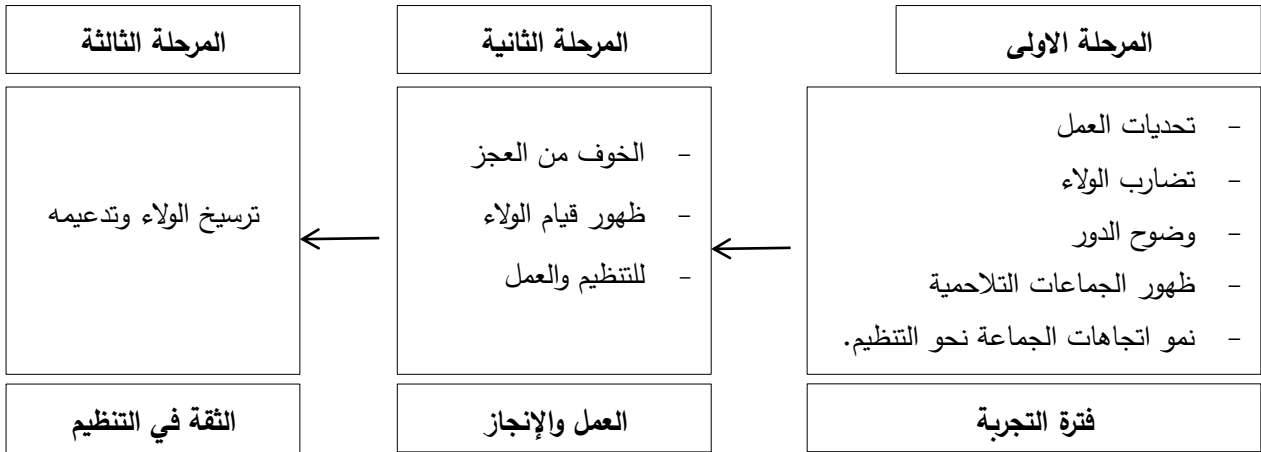 المرحلة الاولى
المرحلة الثانية
المرحلة الثالثة
- تحديات العمل
- تضارب الولاء
- وضوح الدور
- ظهور الجماعات التلاحمية
- نمو اتجاهات الجماعة نحو التنظيم.
- الخوف من العجز
- ظهور قيام الولاء
- للتنظيم والعمل
ترسيخ الولاء وتدعيمه
فترة التجربة
العمل والإنجاز
الثقة في التنظيم